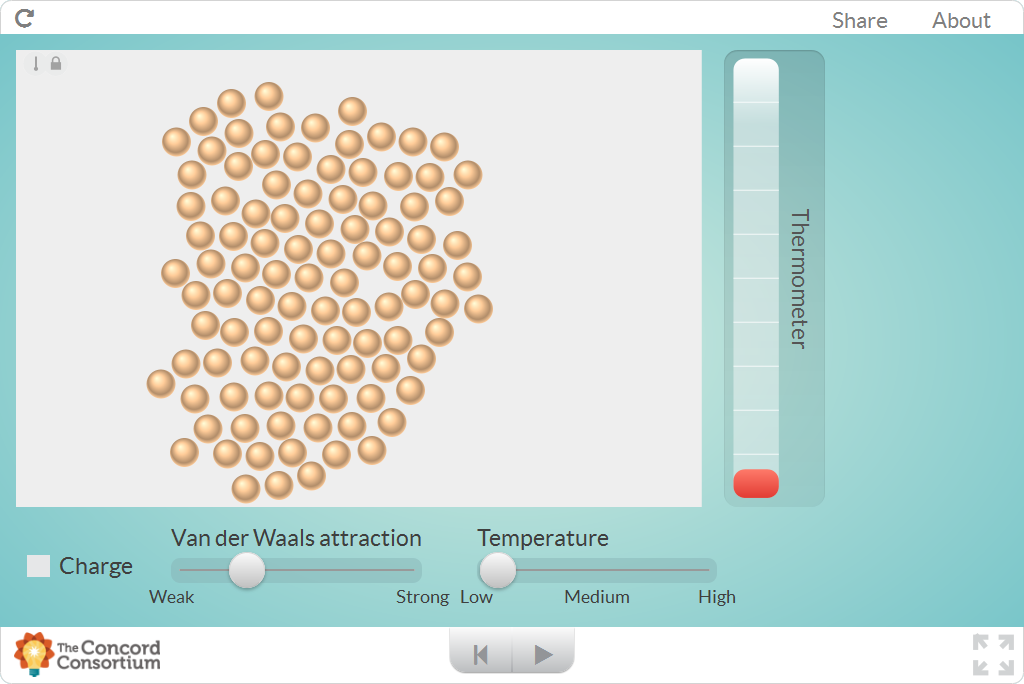 Share About
Thermometer
Van der Waals attraction Temperature
Charge
Weak Strong Low Medium High
The Concord
Consortium